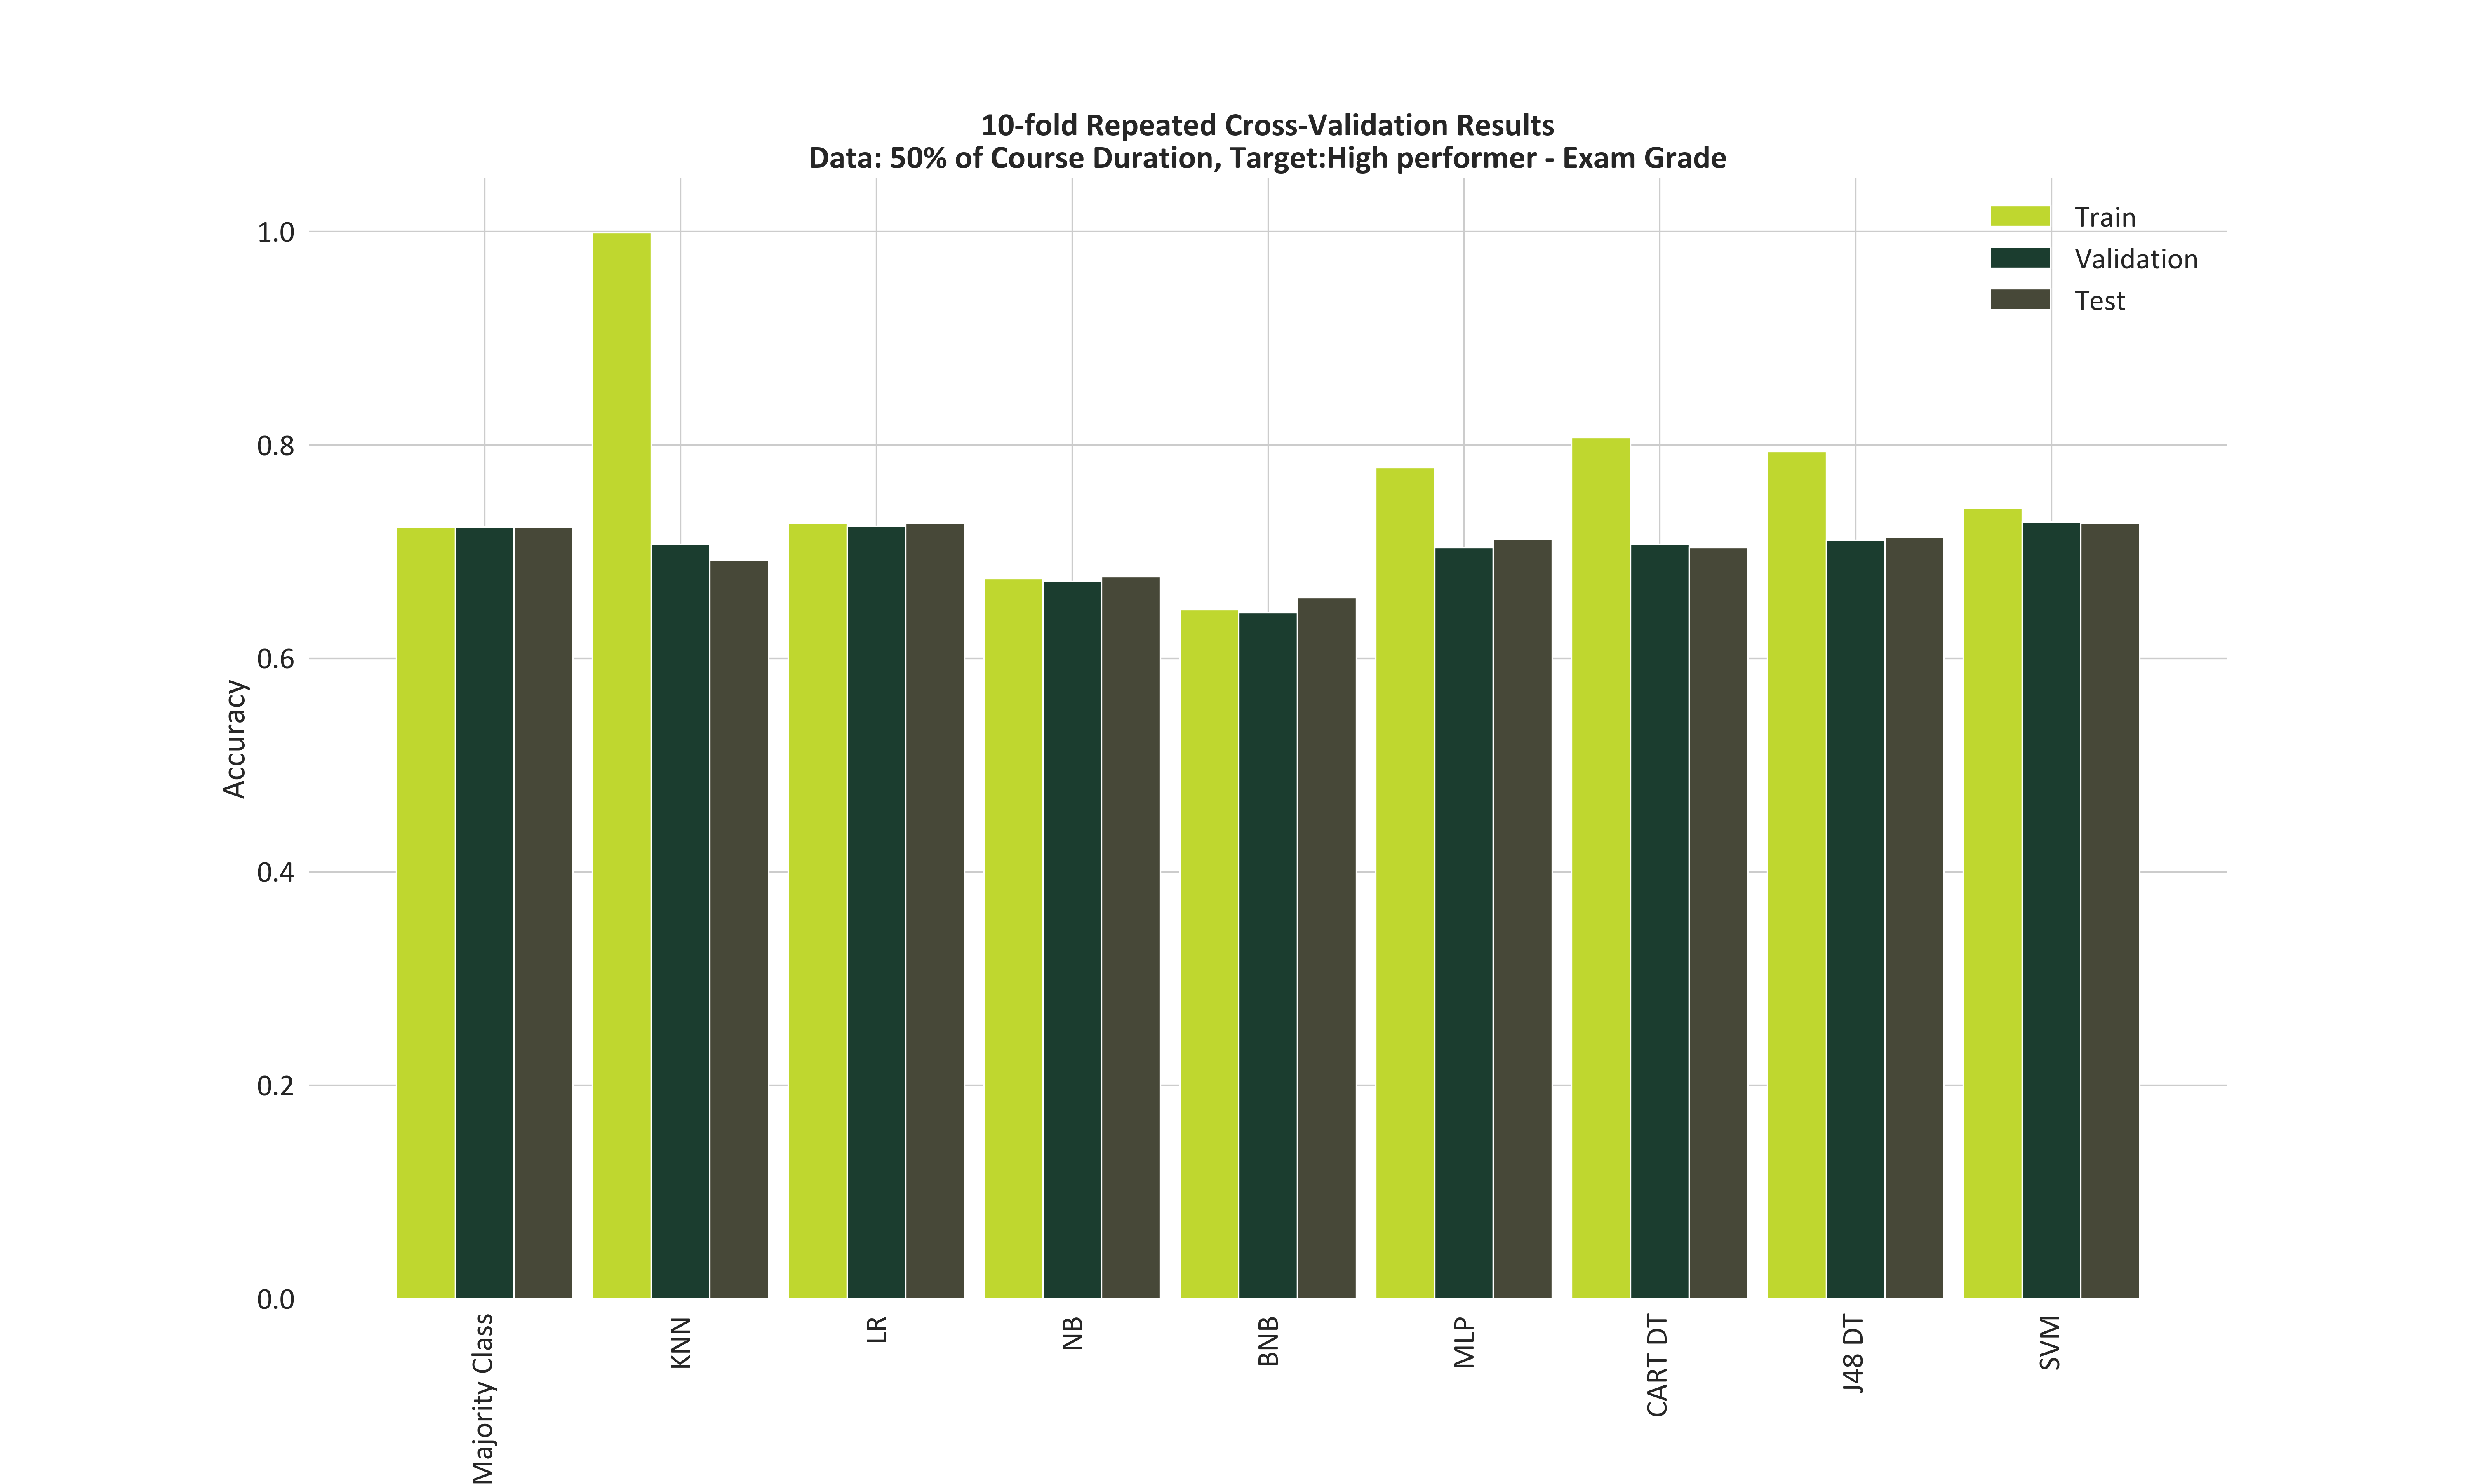 10-fold Repeated Cross-Validation Results
Data: 50% of Course Duration, Target:High performer - Exam Grade
Train
Validation
Test
Accuracy
1.0
0.8
0.6
0.4
0.2
0.0
Majority Class
KNN
LR
NB
BNB
MLP
CART DT
J48 DT
SVM